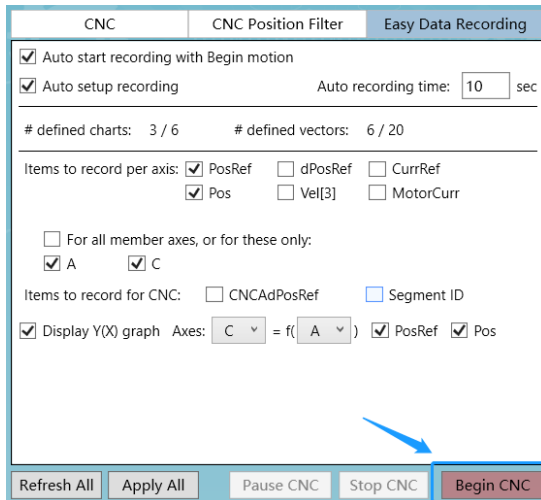 CNC CNC Position Filter Easy Data Recording
Auto start recording with Begin motion
Auto setup recording Auto recording time: 10 sec
# defined charts: 3 / 6 # defined vectors: 6 / 20
Items to record per axis: PosRef dPosRef CurrRef
Pos Vel[3] MotorCurr
For all member axes, or for these only:
A C
Items to record for CNC: CNCAdPosRef Segment ID
Display Y(X) graph Axes: C = f( A ) PosRef Pos
Refresh All Apply All Pause CNC Stop CNC Begin CNC